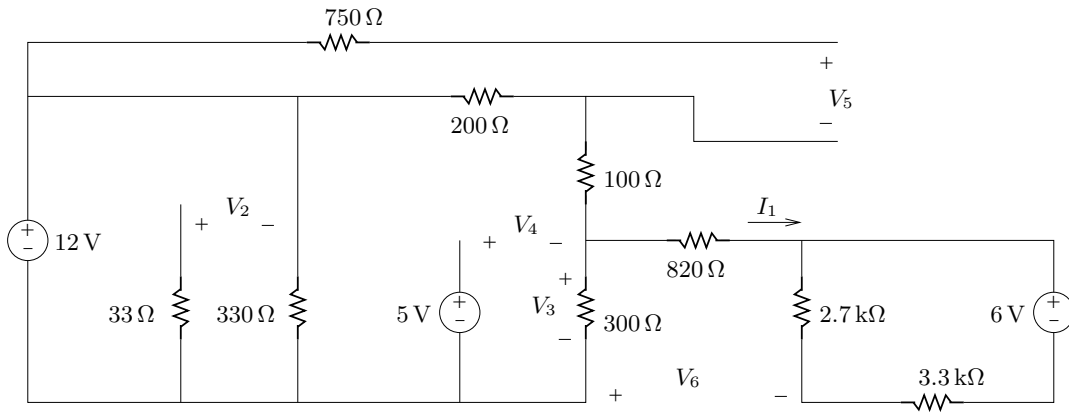 750 Ω
+
V5
−
200 Ω
100 Ω
+ V2 −
+ V4 −
I1
+
−
12 V
820 Ω
33 Ω
330 Ω
5 V
+
−
+
V3
−
300 Ω
2.7 kΩ
6 V
+
−
3.3 kΩ
+ V6 −